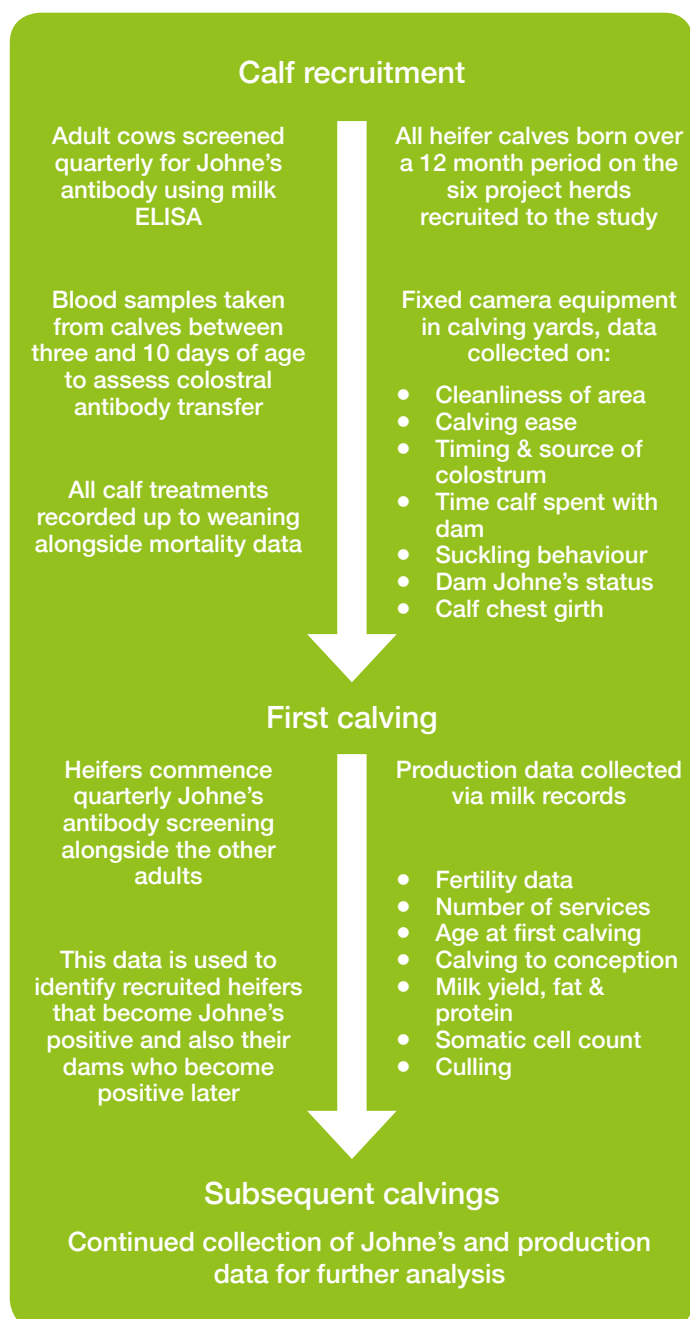 Calf recruitment
Adult cows screened
quarterly for Johne's
antibody using milk
ELISA
Blood samples taken
from calves between
three and 10 days of age
to assess colostral
antibody transfer
All calf treatments
recorded up to weaning
alongside mortality data
All heifer calves born over
a 12 month period on the
six project herds
recruited to the study
Fixed camera equipment
in calving yards, data
collected on:
● Cleanliness of area
● Calving ease
● Timing & source of
colostrum
● Time calf spent with
dam
● Suckling behaviour
● Dam Johne's status
● Calf chest girth
First calving
Heifers commence
quarterly Johne's
antibody screening
alongside the other
adults
This data is used to
identify recruited heifers
that become Johne's
positive and also their
dams who become
positive later
Production data collected
via milk records
● Fertility data
● Number of services
● Age at first calving
● Calving to conception
● Milk yield, fat &
protein
● Somatic cell count
● Culling
Subsequent calvings
Continued collection of Johne's and production
data for further analysis